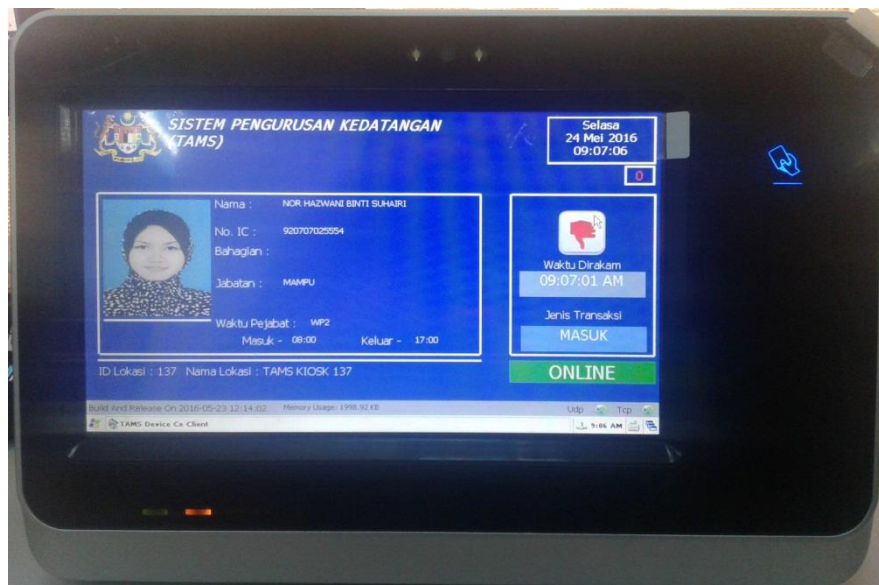 SISTEM PENGURUSAN KEDATANGAN
(TAMS)
Selasa
24 Mei 2016
09:07:06
0
Nama : NOR HAZWANI BINTI SUHAIRI
No. IC : 920707025554
Bahagian :
Jabatan : MAMPU
Waktu Pejabat : WP2
Masuk - 08:00 Keluar - 17:00
Waktu Dirakam
09:07:01 AM
Jenis Transaksi
MASUK
ID Lokasi : 137 Nama Lokasi : TAMS KIOSK 137
ONLINE
Build And Release On 2016-05-23 12:14:02 Memory Usage: 1998.92 KB
Udp Tcp
TAMS Device Ce Client
9:06 AM